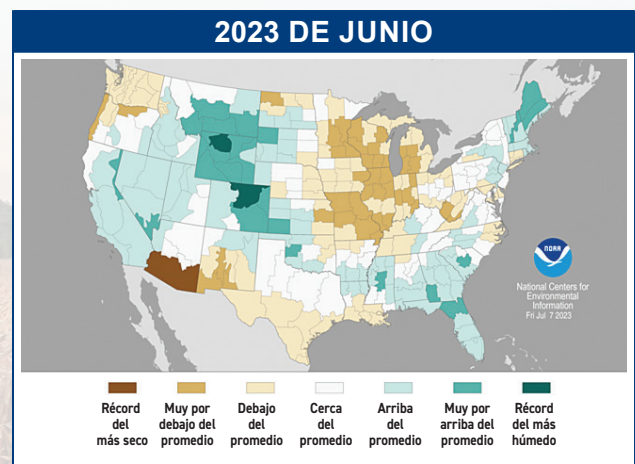 2023 DE JUNIO
NOAA
National Centers for
Environmental
Information
Fri Jul 7 2023
Récord
del
más seco
Muy por
debajo del
promedio
Debajo
del
promedio
Cerca
del
promedio
Arriba
del
promedio
Muy por
arriba del
promedio
Récord
del más
húmedo